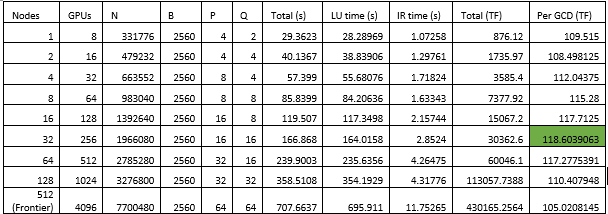 Nodes GPUs N B P Q Total (s) LU time (s) IR time (s) Total (TF) Per GCD (TF)
1 8 331776 2560 4 2 29.3623 28.28969 1.07258 876.12 109.515
2 16 479232 2560 4 4 40.1367 38.83906 1.29761 1735.97 108.498125
4 32 663552 2560 8 4 57.399 55.68076 1.71824 3585.4 112.04375
8 64 983040 2560 8 8 85.8399 84.20636 1.63343 7377.92 115.28
16 128 1392640 2560 16 8 119.507 117.3498 2.15744 15067.2 117.7125
32 256 1966080 2560 16 16 166.868 164.0158 2.8524 30362.6 118.6039063
64 512 2785280 2560 32 16 239.9003 235.6356 4.26475 60046.1 117.2775391
128 1024 3276800 2560 32 32 358.5108 354.1929 4.31776 113057.7388 110.407948
512
(Frontier) 4096 7700480 2560 64 64 707.6637 695.911 11.75265 430165.2564 105.0208145